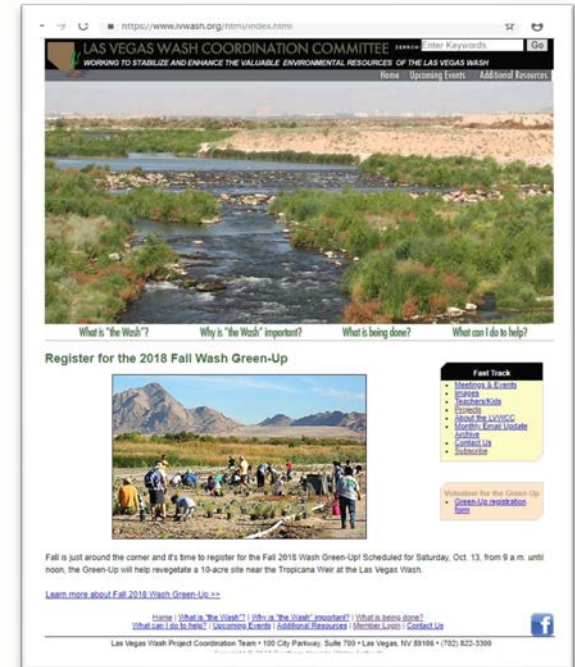 https://www.lvwash.org/html/index.html
LAS VEGAS WASH COORDINATION COMMITTEE SEARCH: Enter Keywords Go
WORKING TO STABILIZE AND ENHANCE THE VALUABLE ENVIRONMENTAL RESOURCES OF THE LAS VEGAS WASH
Home | Upcoming Events Additional Resources
What is "the Wash"? Why is "the Wash" important? What is being done? What can I do to help?
Register for the 2018 Fall Wash Green-Up
Fast Track
Meetings & Events
Images
Teachers/Kids
Projects
About the LVWCC
Monthly Email Update
Archive
Contact Us
Subscribe
Volunteer for the Green-Up
Green-Up registration
form
Fall is just around the corner and it's time to register for the Fall 2018 Wash Green-Up! Scheduled for Saturday, Oct. 13, from 9 a.m. until
noon, the Green-Up will help revegetate a 10-acre site near the Tropicana Weir at the Las Vegas Wash.
Learn more about Fall 2018 Wash Green-Up >>
Home | What is "the Wash"? | Why is "the Wash" important? | What is being done?
What can I do to help? | Upcoming Events | Additional Resources | Member Login | Contact Us
Las Vegas Wash Project Coordination Team • 100 City Parkway, Suite 700 • Las Vegas, NV 89106 • (702) 822-3300